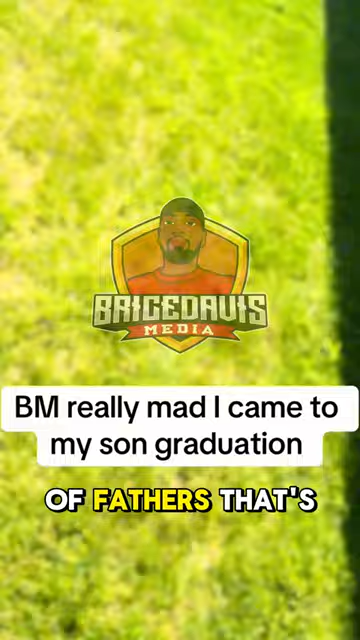 BRICEDAVIS
MEDIA
BM really mad I came to
my son graduation
OF FATHERS THAT'S